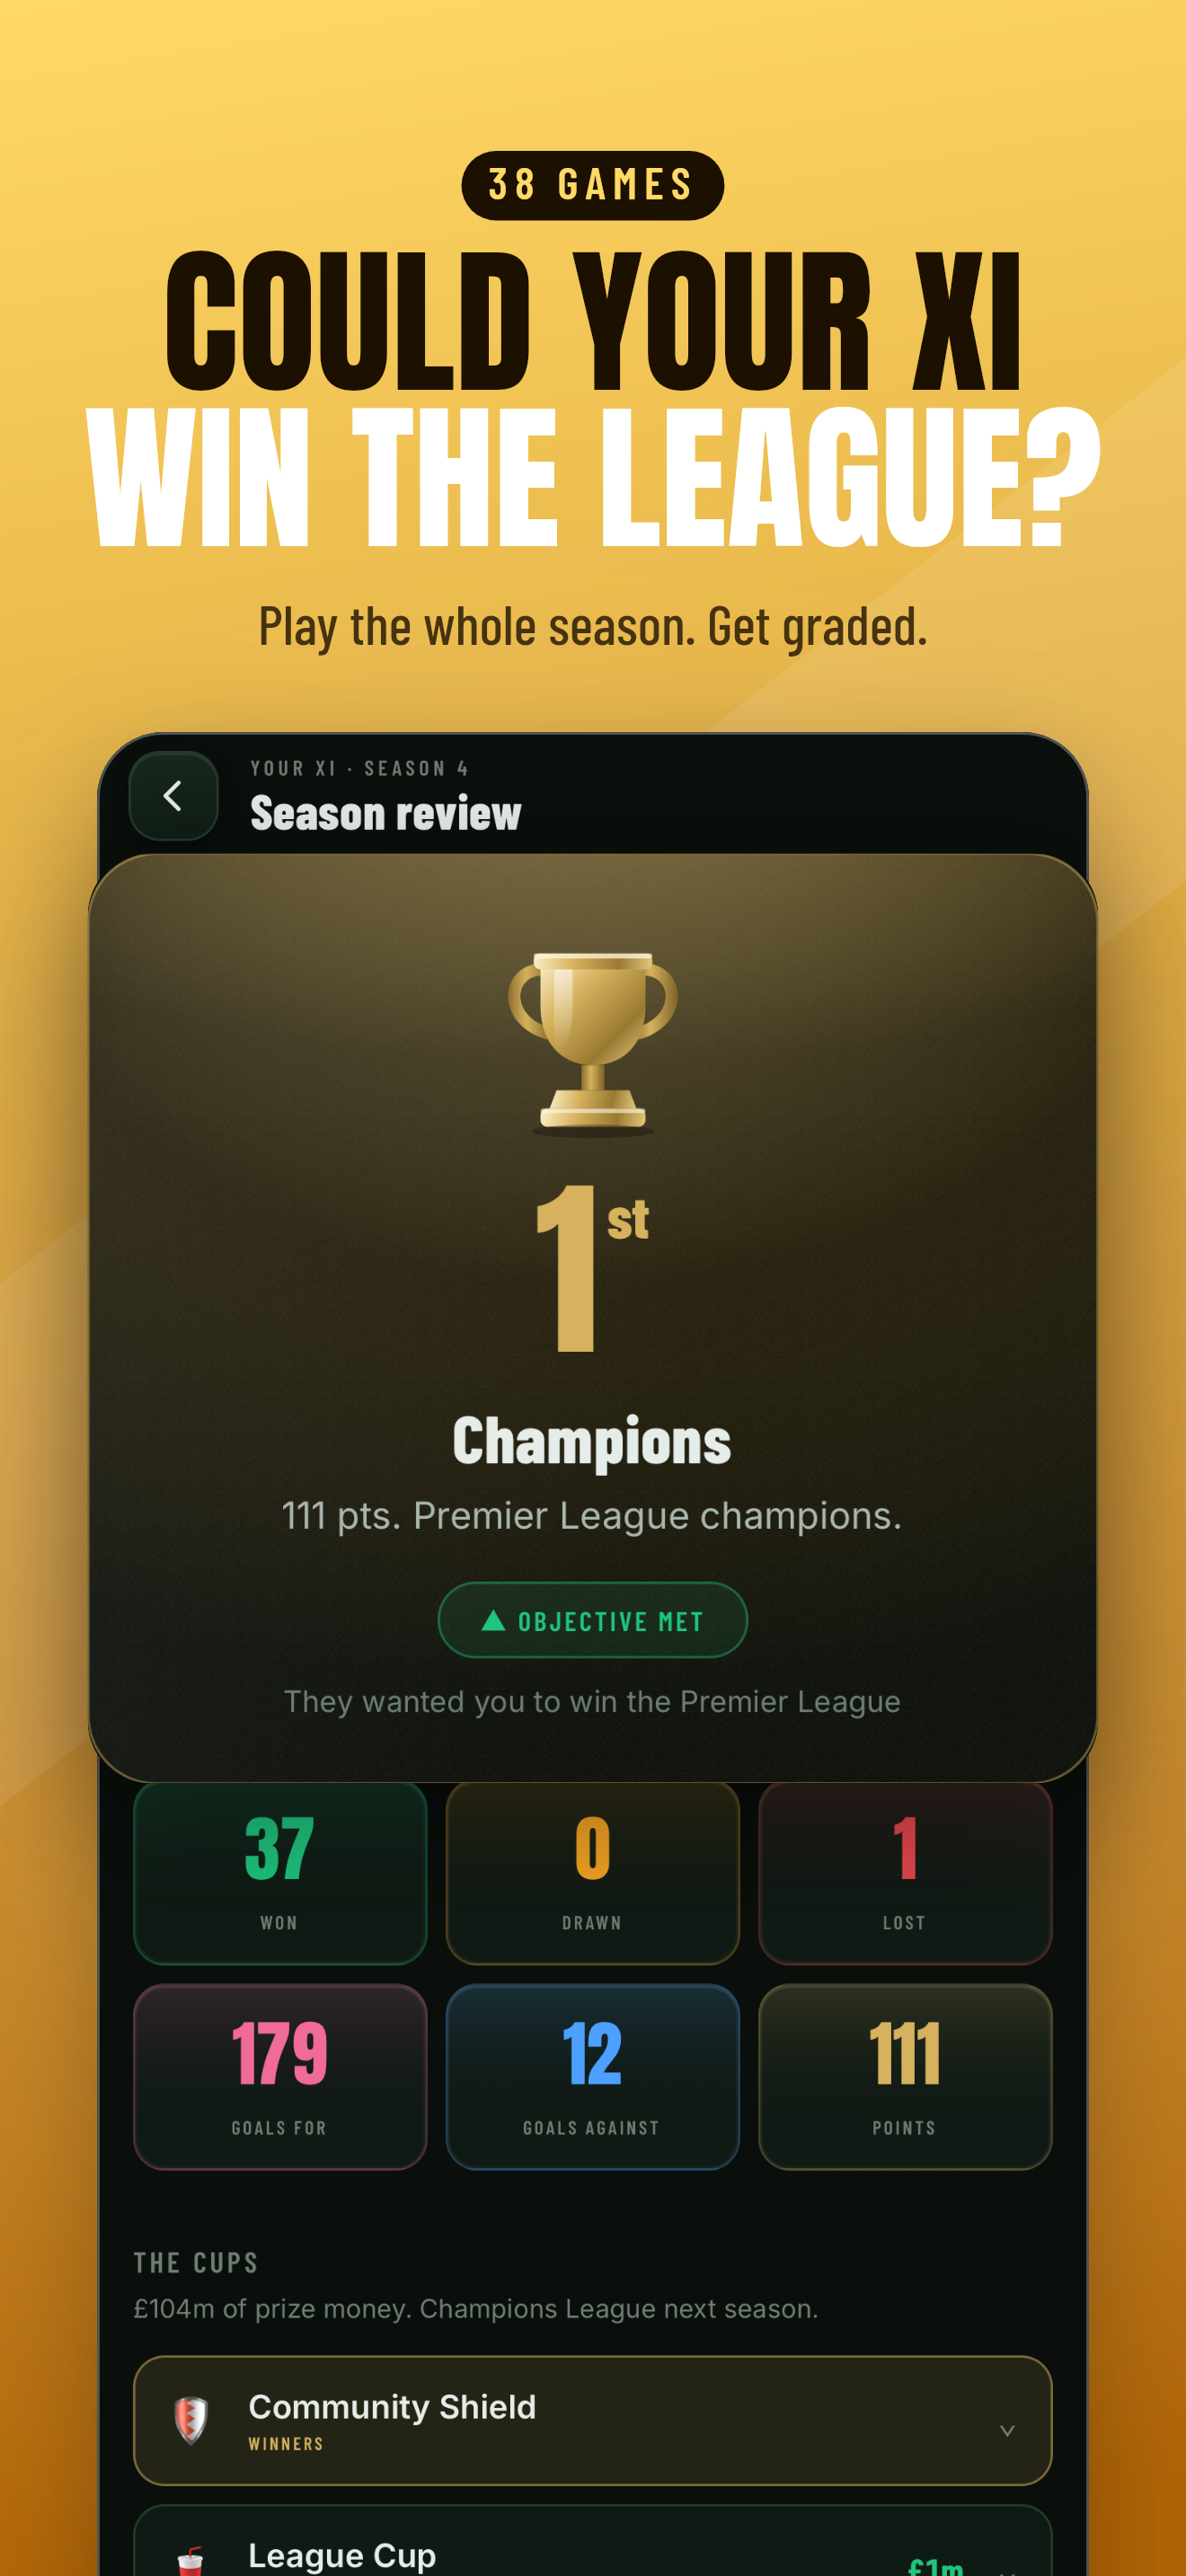 38 GAMES
COULD YOUR XI
WIN THE LEAGUE?
Play the whole season. Get graded.
YOUR XI · SEASON 4
Season review
1st
Champions
111 pts. Premier League champions.
▲ OBJECTIVE MET
They wanted you to win the Premier League
37 0 1
WON DRAWN LOST
179 12 111
GOALS FOR GOALS AGAINST POINTS
THE CUPS
£104m of prize money. Champions League next season.
Community Shield
WINNERS
League Cup £1m